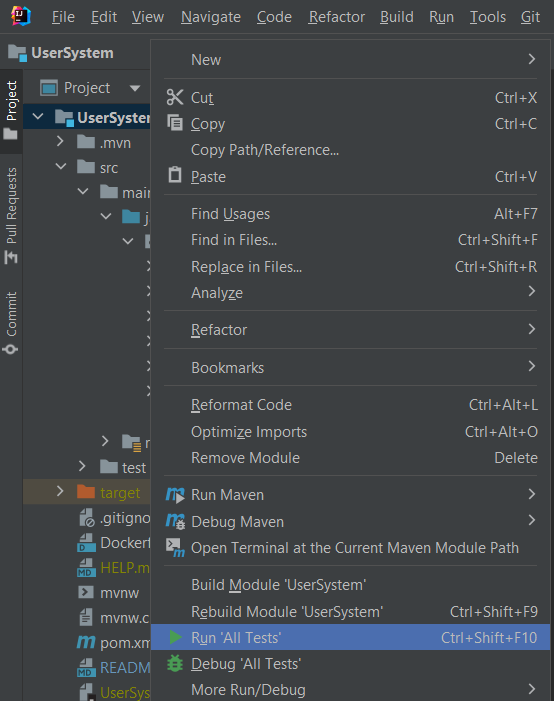 File Edit View Navigate Code Refactor Build Run Tools Git
UserSystem
Project
Pull Requests
Commit
Project
UserSystem
.mvn
src
main
target
test
.gitigno
Dockerf
HELP.m
mvnw
mvnw.c
pom.xm
READM
UserSys
New
Cut Ctrl+X
Copy Ctrl+C
Copy Path/Reference...
Paste Ctrl+V
Find Usages Alt+F7
Find in Files... Ctrl+Shift+F
Replace in Files... Ctrl+Shift+R
Analyze
Refactor
Bookmarks
Reformat Code Ctrl+Alt+L
Optimize Imports Ctrl+Alt+O
Remove Module Delete
Run Maven
Debug Maven
Open Terminal at the Current Maven Module Path
Build Module 'UserSystem'
Rebuild Module 'UserSystem' Ctrl+Shift+F9
Run 'All Tests' Ctrl+Shift+F10
Debug 'All Tests'
More Run/Debug